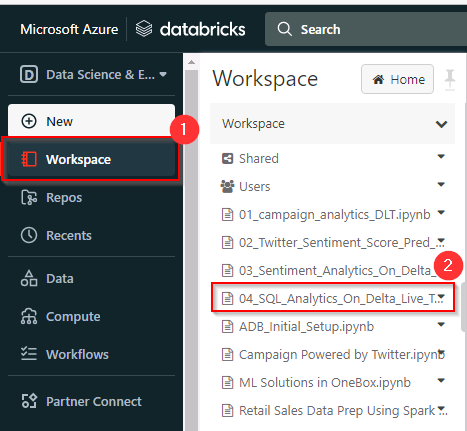 Microsoft Azure databricks Search
Data Science & E...
New
1
Workspace
Repos
Recents
Data
Compute
Workflows
Partner Connect
Workspace Home
Workspace
Shared
Users
01_campaign_analytics_DLT.ipynb
02_Twitter_Sentiment_Score_Pred_...
03_Sentiment_Analytics_On_Delta_
2
04_SQL_Analytics_On_Delta_Live_T...
ADB_Initial_Setup.ipynb
Campaign Powered by Twitter.ipynb
ML Solutions in OneBox.ipynb
Retail Sales Data Prep Using Spark